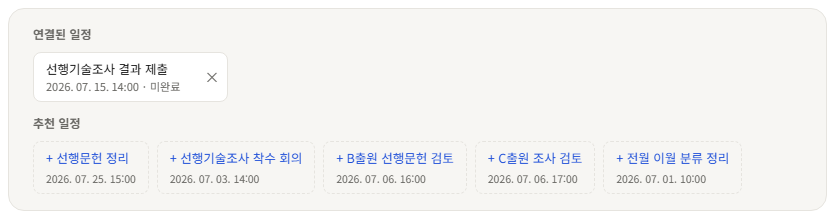 연결된 일정
선행기술조사 결과 제출
2026. 07. 15. 14:00 · 미완료
추천 일정
+ 선행문헌 정리
2026. 07. 25. 15:00
+ 선행기술조사 착수 회의
2026. 07. 03. 14:00
+ B출원 선행문헌 검토
2026. 07. 06. 16:00
+ C출원 조사 검토
2026. 07. 06. 17:00
+ 전월 이월 분류 정리
2026. 07. 01. 10:00